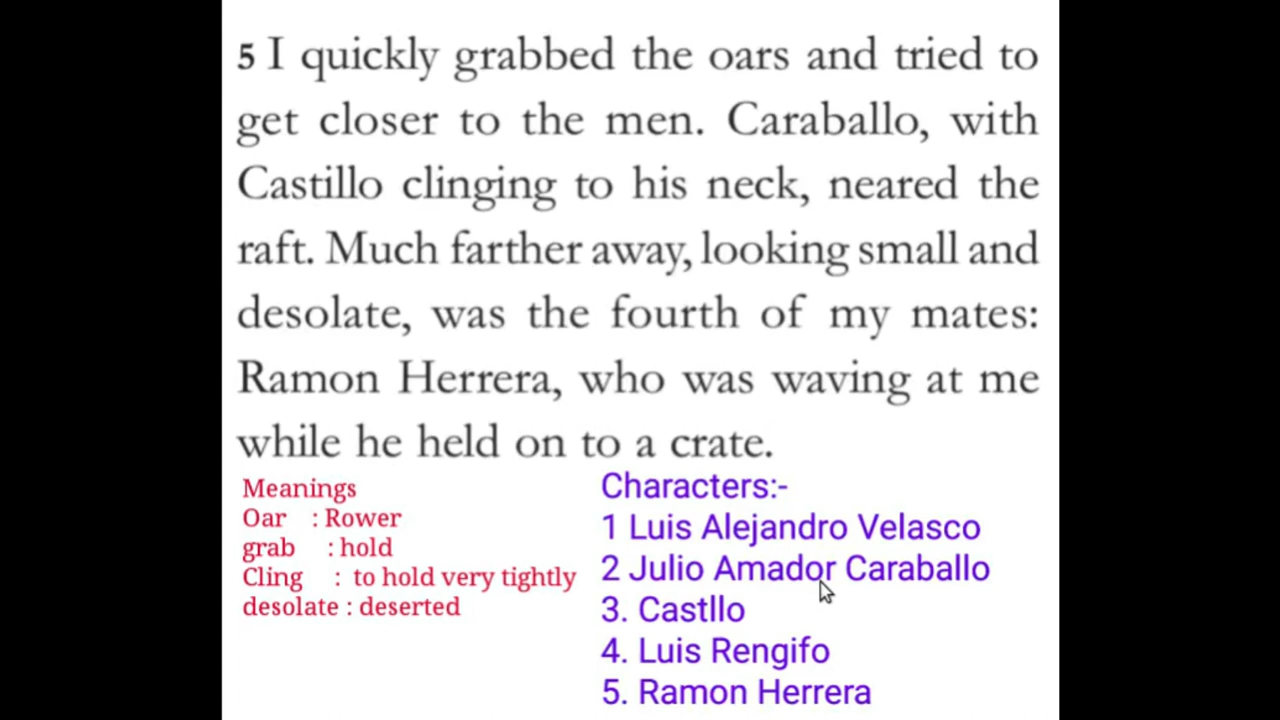 5 I quickly grabbed the oars and tried to
get closer to the men. Caraballo, with
Castillo clinging to his neck, neared the
raft. Much farther away, looking small and
desolate, was the fourth of my mates:
Ramon Herrera, who was waving at me
while he held on to a crate.
Meanings
Oar : Rower
grab : hold
Cling : to hold very tightly
desolate : deserted
Characters:-
1 Luis Alejandro Velasco
2 Julio Amador Caraballo
3. Castllo
4. Luis Rengifo
5. Ramon Herrera